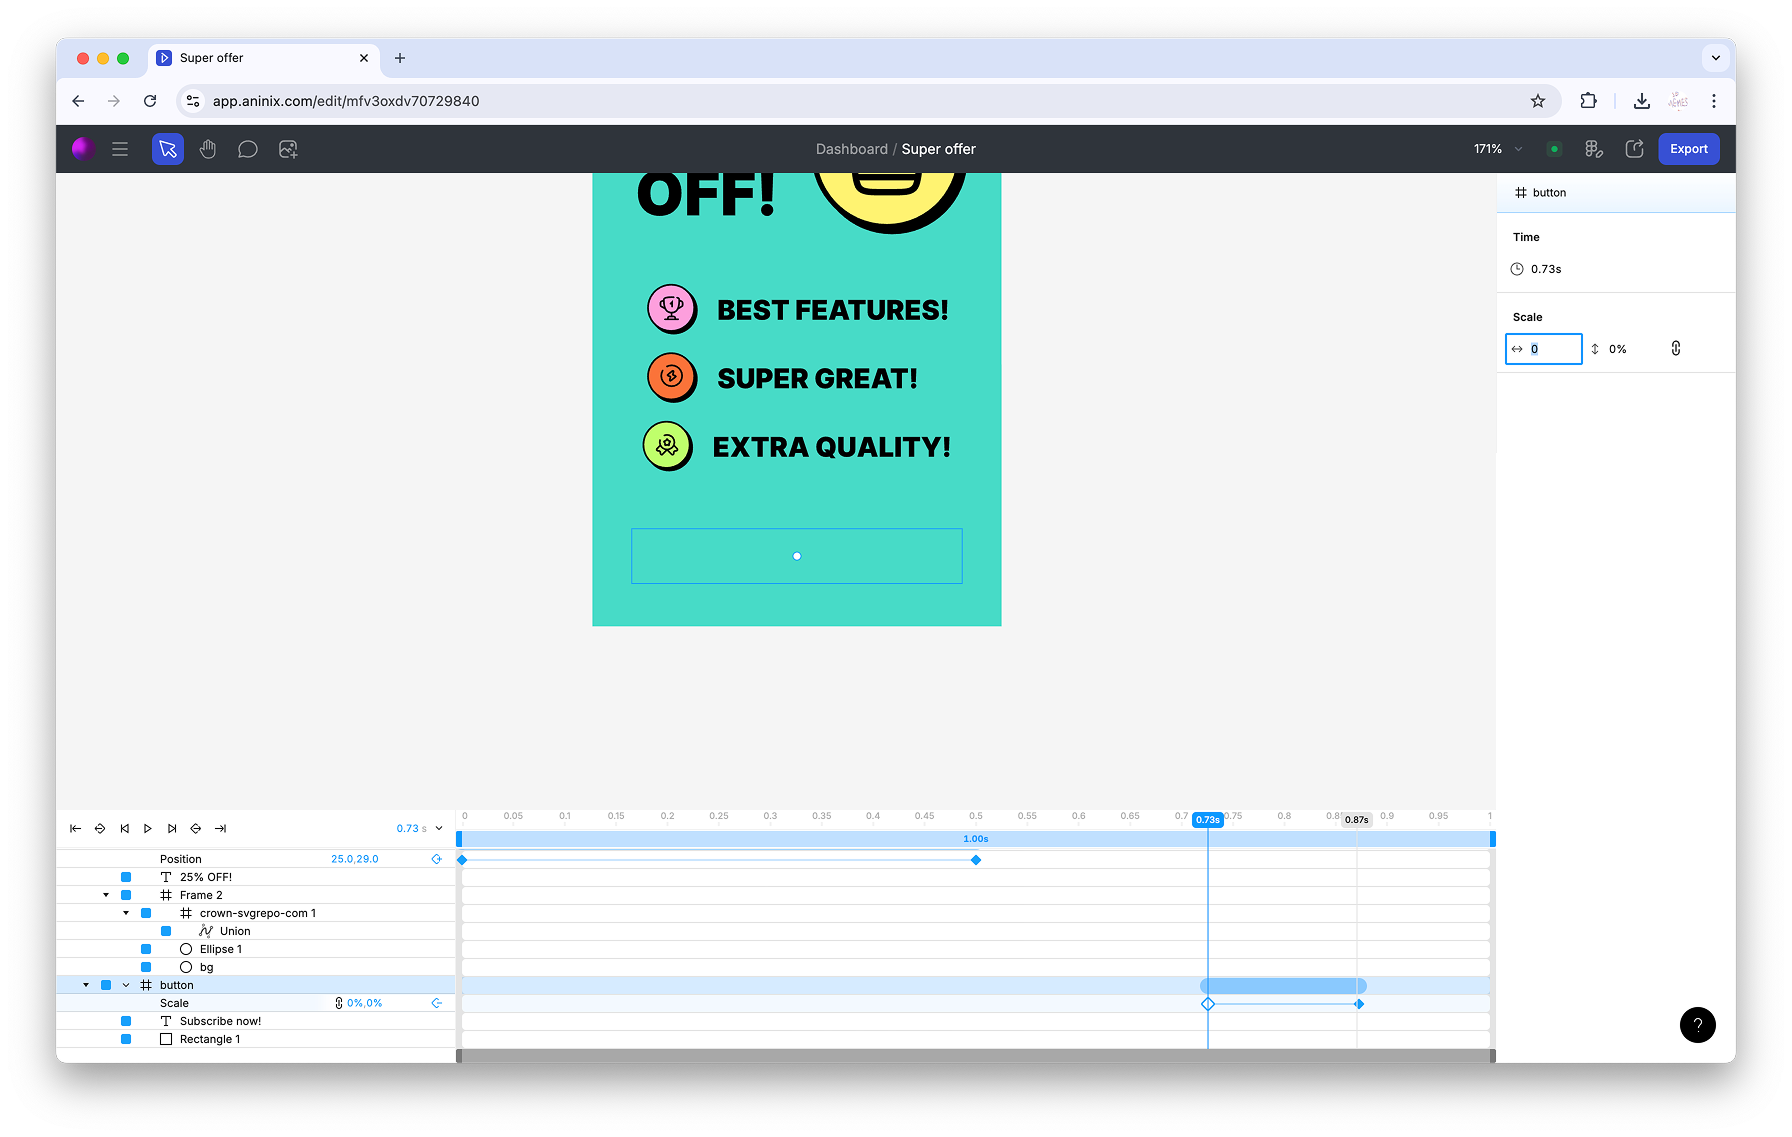 Super offer
app.aninix.com/edit/mfv3oxdv70729840
Dashboard / Super offer
171%
Export
OFF!
BEST FEATURES!
SUPER GREAT!
EXTRA QUALITY!
button
Time
0.73s
Scale
0
0%
0.73 s
0 0.05 0.1 0.15 0.2 0.25 0.3 0.35 0.4 0.45 0.5 0.55 0.6 0.65 0.7 0.73s 0.75 0.8 0.87s 0.9 0.95 1
1.00s
Position 25.0,29.0
25% OFF!
Frame 2
crown-svgrepo-com 1
Union
Ellipse 1
bg
button
Scale 0%,0%
Subscribe now!
Rectangle 1
?